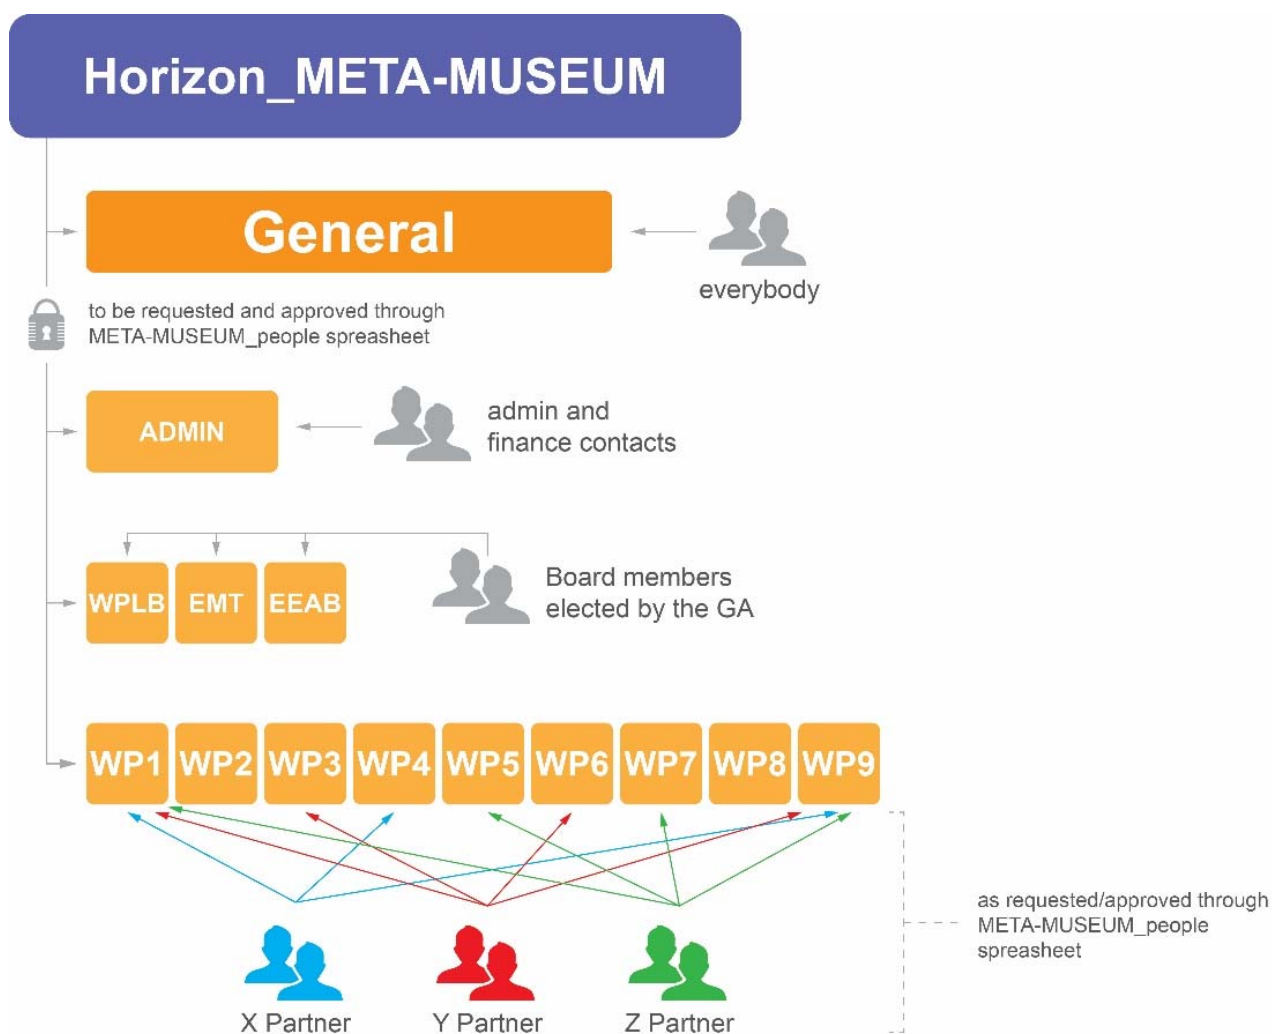 Horizon_META-MUSEUM
General
everybody
to be requested and approved through
META-MUSEUM_people spreasheet
ADMIN
admin and
finance contacts
WPLB EMT EEAB
Board members
elected by the GA
WP1 WP2 WP3 WP4 WP5 WP6 WP7 WP8 WP9
as requested/approved through
META-MUSEUM_people
spreasheet
X Partner Y Partner Z Partner